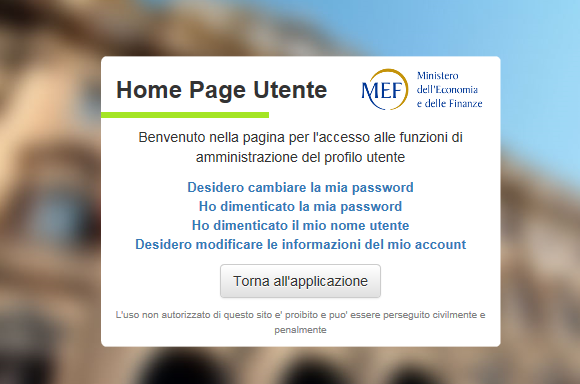 Home Page Utente
MEF
Ministero
dell'Economia
e delle Finanze
Benvenuto nella pagina per l'accesso alle funzioni di
amministrazione del profilo utente
Desidero cambiare la mia password
Ho dimenticato la mia password
Ho dimenticato il mio nome utente
Desidero modificare le informazioni del mio account
Torna all'applicazione
L'uso non autorizzato di questo sito e' proibito e puo' essere perseguito civilmente e
penalmente